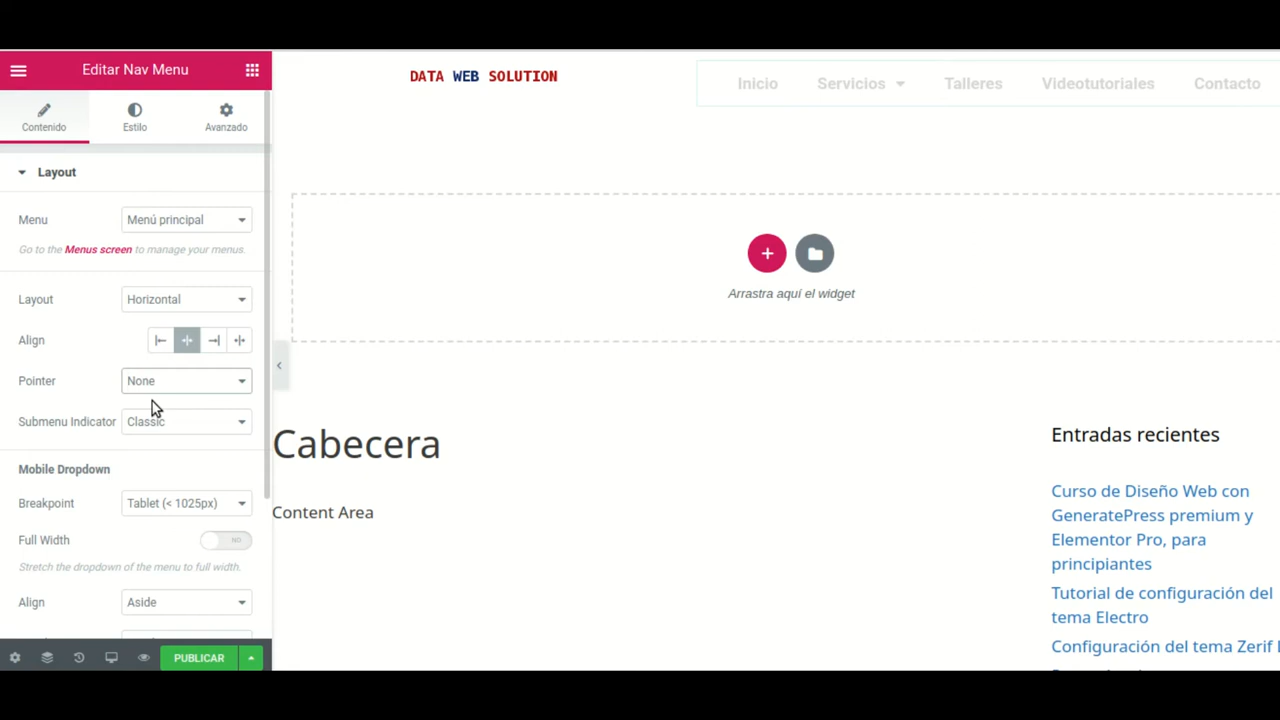 Editar Nav Menu
Contenido
Estilo
Avanzado
Layout
Menu
Menú principal
Go to the Menus screen to manage your menus.
Layout
Horizontal
Align
Pointer
None
Submenu Indicator
Classic
Mobile Dropdown
Breakpoint
Tablet (< 1025px)
Full Width
NO
Stretch the dropdown of the menu to full width.
Align
Aside
PUBLICAR
DATA WEB SOLUTION
Inicio
Servicios
Talleres
Videotutoriales
Contacto
Arrastra aquí el widget
Cabecera
Content Area
Entradas recientes
Curso de Diseño Web con
GeneratePress premium y
Elementor Pro, para
principiantes
Tutorial de configuración del
tema Electro
Configuración del tema Zerif